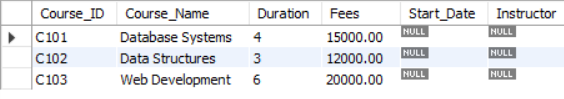 Course_ID Course_Name Duration Fees Start_Date Instructor
C101 Database Systems 4 15000.00 NULL NULL
C102 Data Structures 3 12000.00 NULL NULL
C103 Web Development 6 20000.00 NULL NULL